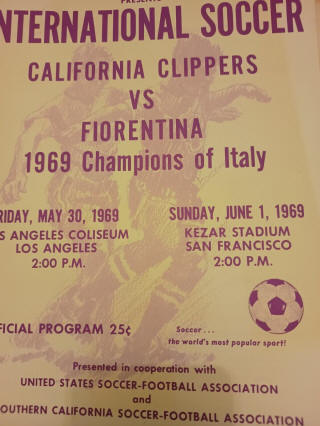 PRESENTS
NTERNATIONAL SOCCER
CALIFORNIA CLIPPERS
VS
FIORENTINA
1969 Champions of Italy
RIDAY, MAY 30, 1969
S ANGELES COLISEUM
LOS ANGELES
2:00 P.M.
SUNDAY, JUNE 1, 1969
KEZAR STADIUM
SAN FRANCISCO
2:00 P.M.
FICIAL PROGRAM 25¢
Soccer . . .
the world's most popular sport!
Presented in cooperation with
UNITED STATES SOCCER-FOOTBALL ASSOCIATION
and
OUTHERN CALIFORNIA SOCCER-FOOTBALL ASSOCIATION